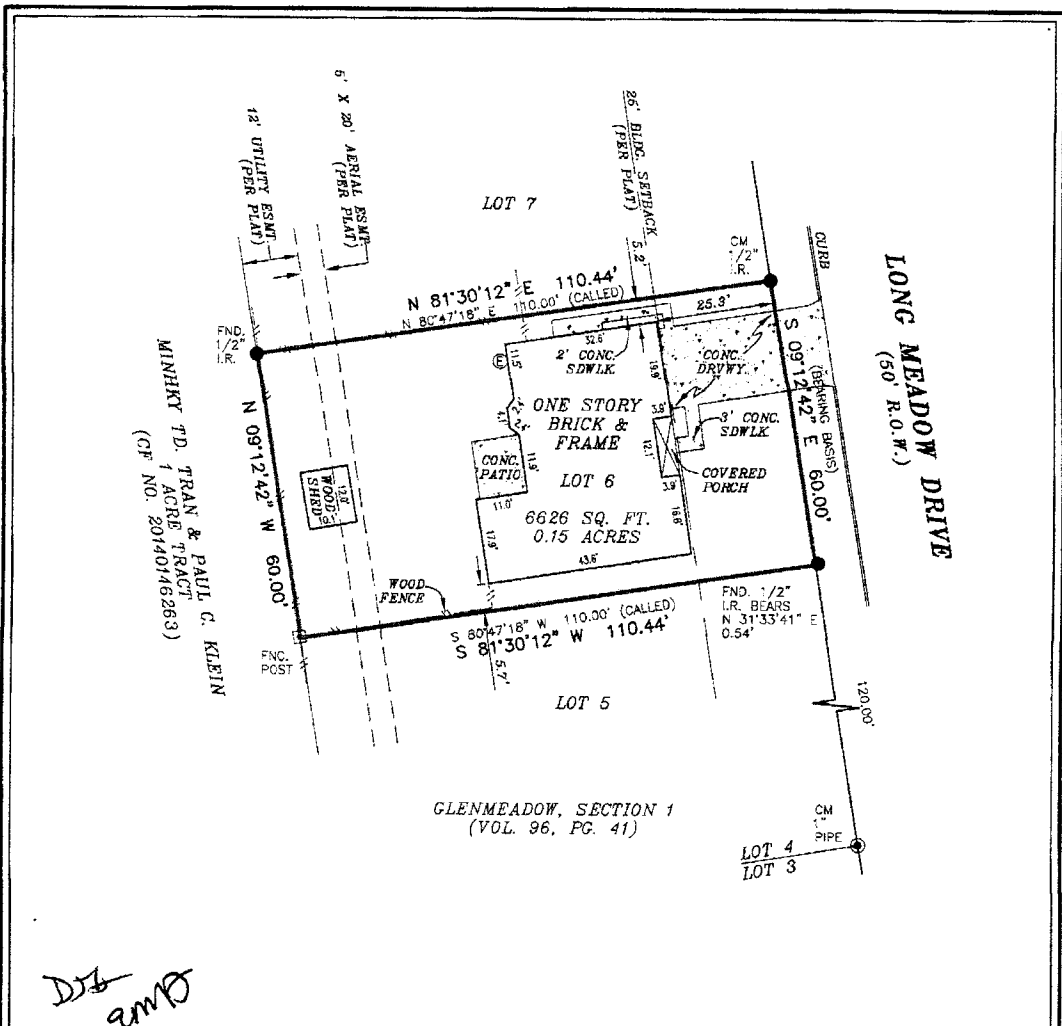 12' UTILITY ESMT.
(PER PLAT)
5' X 20' AERIAL ESMT.
(PER PLAT)
LOT 7
25' BLDG. SETBACK
(PER PLAT)
5.2'
CM
1/2"
I.R.
CURB
LONG MEADOW DRIVE
(50' R.O.W.)
N 81°30'12" E 110.44'
N 80°47'18" E 110.00' (CALLED)
25.3'
FND.
1/2"
I.R.
S 09°12'42" E 60.00'
(BEARING BASIS)
32.6'
2' CONC.
SDWLK
CONC.
DRVWY.
19.9'
11.5'
E
4.1'
ONE STORY
BRICK &
FRAME
3.9'
3' CONC.
SDWLK
12.1'
COVERED
PORCH
3.9'
11.9'
CONC.
PATIO
LOT 6
11.0'
6626 SQ. FT.
0.15 ACRES
16.6'
17.9'
43.6'
12.0'
WOOD
SHED
10.1'
N 09°12'42" W 60.00'
MINHKY TD. TRAN & PAUL C. KLEIN
1 ACRE TRACT
(CF NO. 20140146263)
WOOD
FENCE
FND. 1/2"
I.R. BEARS
N 31°33'41" E
0.54'
S 80°47'18" W 110.00' (CALLED)
S 81°30'12" W 110.44'
FNC.
POST
5.7'
LOT 5
120.00'
GLENMEADOW, SECTION 1
(VOL. 96, PG. 41)
CM
1"
PIPE
LOT 4
LOT 3